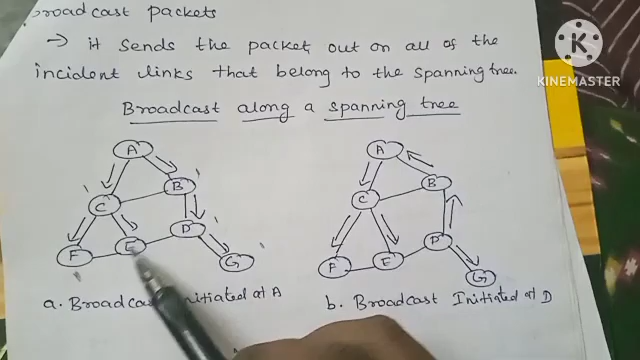 broadcast packets
→ it sends the packet out on all of the
incident links that belong to the spanning tree.
Broadcast along a spanning tree
A
B
C
D
E
F
G
a. Broadcast Initiated at A
A
B
C
D
E
F
G
b. Broadcast Initiated at D
KINEMASTER